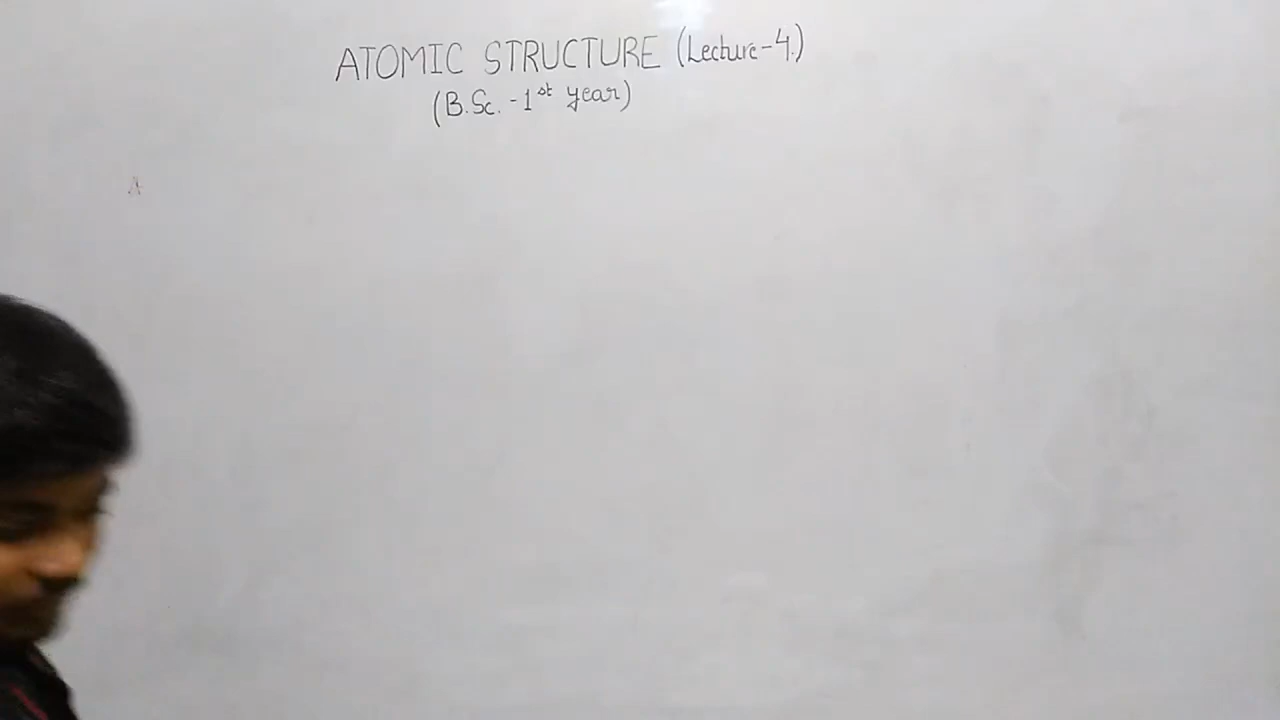 ATOMIC STRUCTURE (Lecture-4.)
(B.Sc. - 1st year)